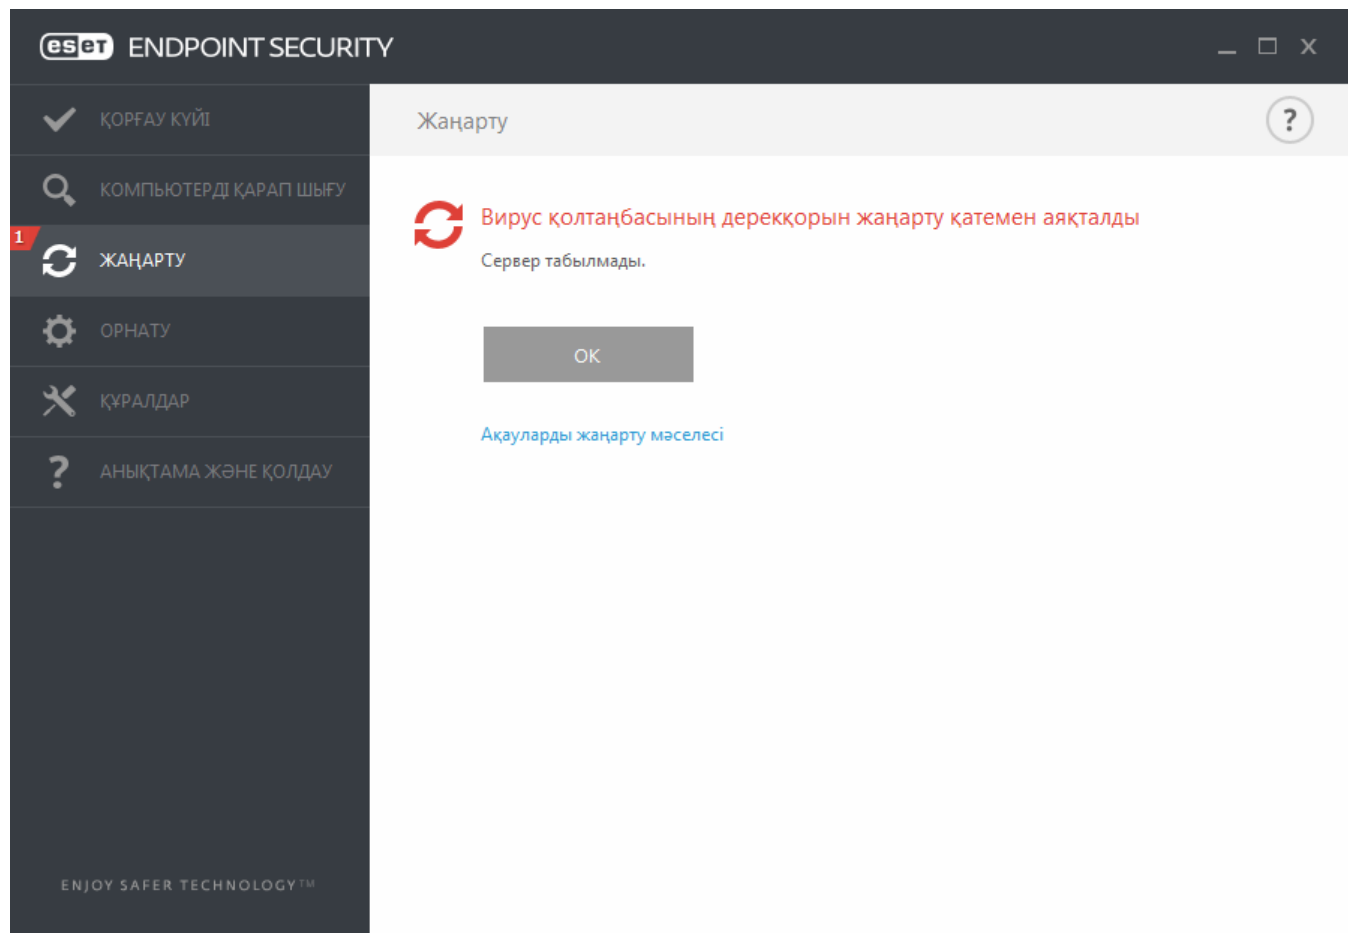 eset ENDPOINT SECURITY
ҚОРҒАУ КҮЙІ
КОМПЬЮТЕРДІ ҚАРАП ШЫҒУ
1
ЖАҢАРТУ
ОРНАТУ
ҚҰРАЛДАР
АНЫҚТАМА ЖӘНЕ ҚОЛДАУ
ENJOY SAFER TECHNOLOGY™
Жаңарту
?
Вирус қолтаңбасының дерекқорын жаңарту қатемен аяқталды
Сервер табылмады.
OK
Ақауларды жаңарту мәселесі